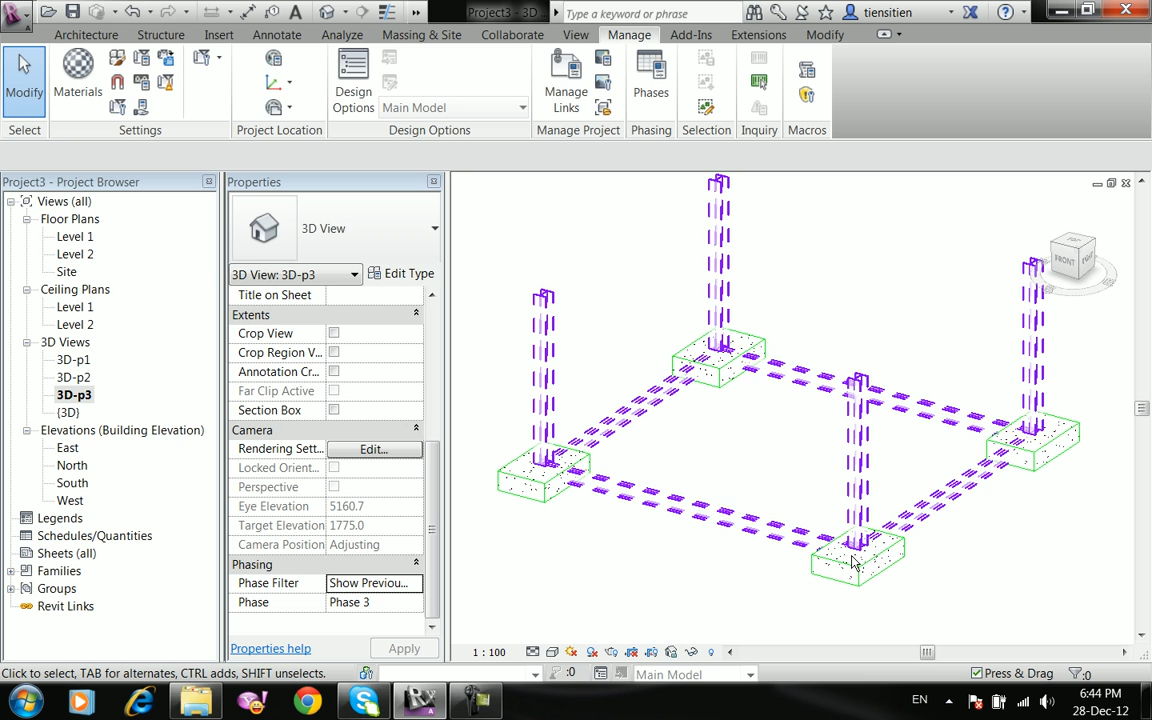 Project3 - 3D
Type a keyword or phrase
tiensitien
Architecture
Structure
Insert
Annotate
Analyze
Massing & Site
Collaborate
View
Manage
Add-Ins
Extensions
Modify
Modify
Materials
Design Options
Main Model
Manage Links
Phases
Select
Settings
Project Location
Design Options
Manage Project
Phasing
Selection
Inquiry
Macros
Project3 - Project Browser
Views (all)
Floor Plans
Level 1
Level 2
Site
Ceiling Plans
Level 1
Level 2
3D Views
3D-p1
3D-p2
3D-p3
{3D}
Elevations (Building Elevation)
East
North
South
West
Legends
Schedules/Quantities
Sheets (all)
Families
Groups
Revit Links
Properties
3D View
3D View: 3D-p3
Edit Type
Title on Sheet
Extents
Crop View
Crop Region V...
Annotation Cr...
Far Clip Active
Section Box
Camera
Rendering Sett... Edit...
Locked Orient...
Perspective
Eye Elevation 5160.7
Target Elevation 1775.0
Camera Position Adjusting
Phasing
Phase Filter Show Previou...
Phase Phase 3
Properties help
Apply
FRONT
1 : 100
Click to select, TAB for alternates, CTRL adds, SHIFT unselects.
:0
Main Model
Press & Drag
:0
EN
6:44 PM
28-Dec-12